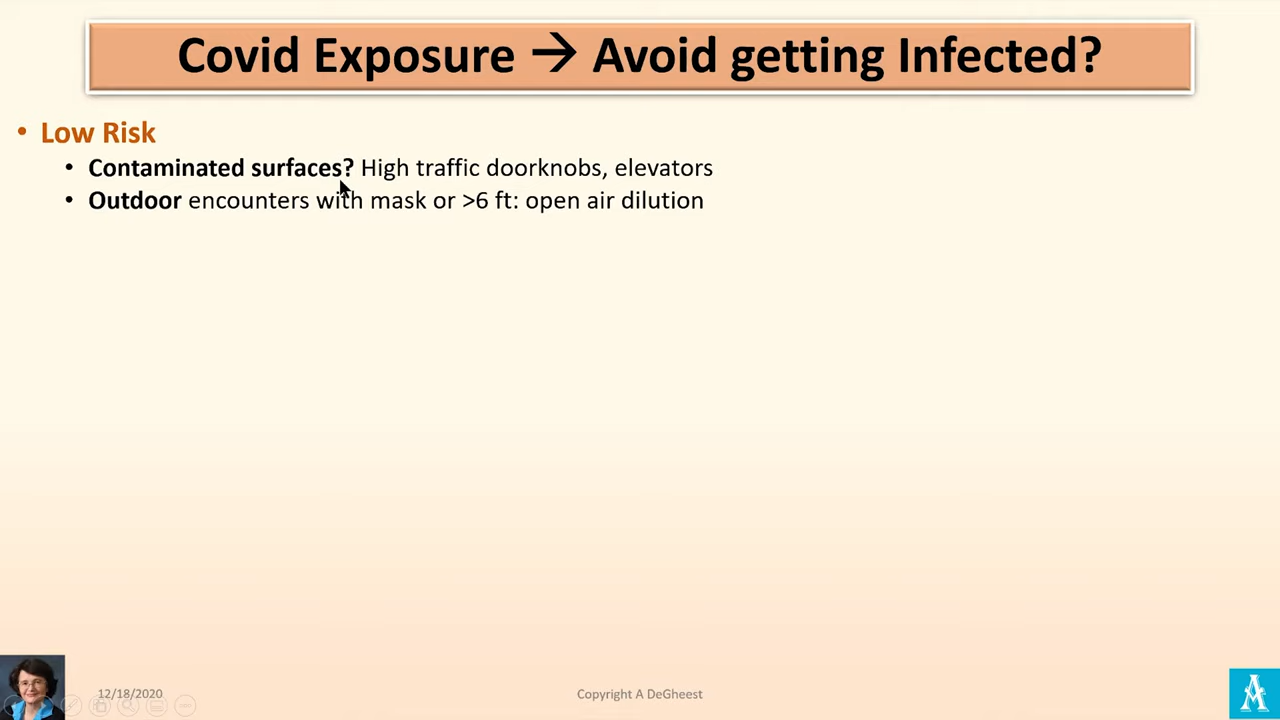 Covid Exposure → Avoid getting Infected?
• Low Risk
• Contaminated surfaces? High traffic doorknobs, elevators
• Outdoor encounters with mask or >6 ft: open air dilution
12/18/2020
Copyright A DeGheest
A